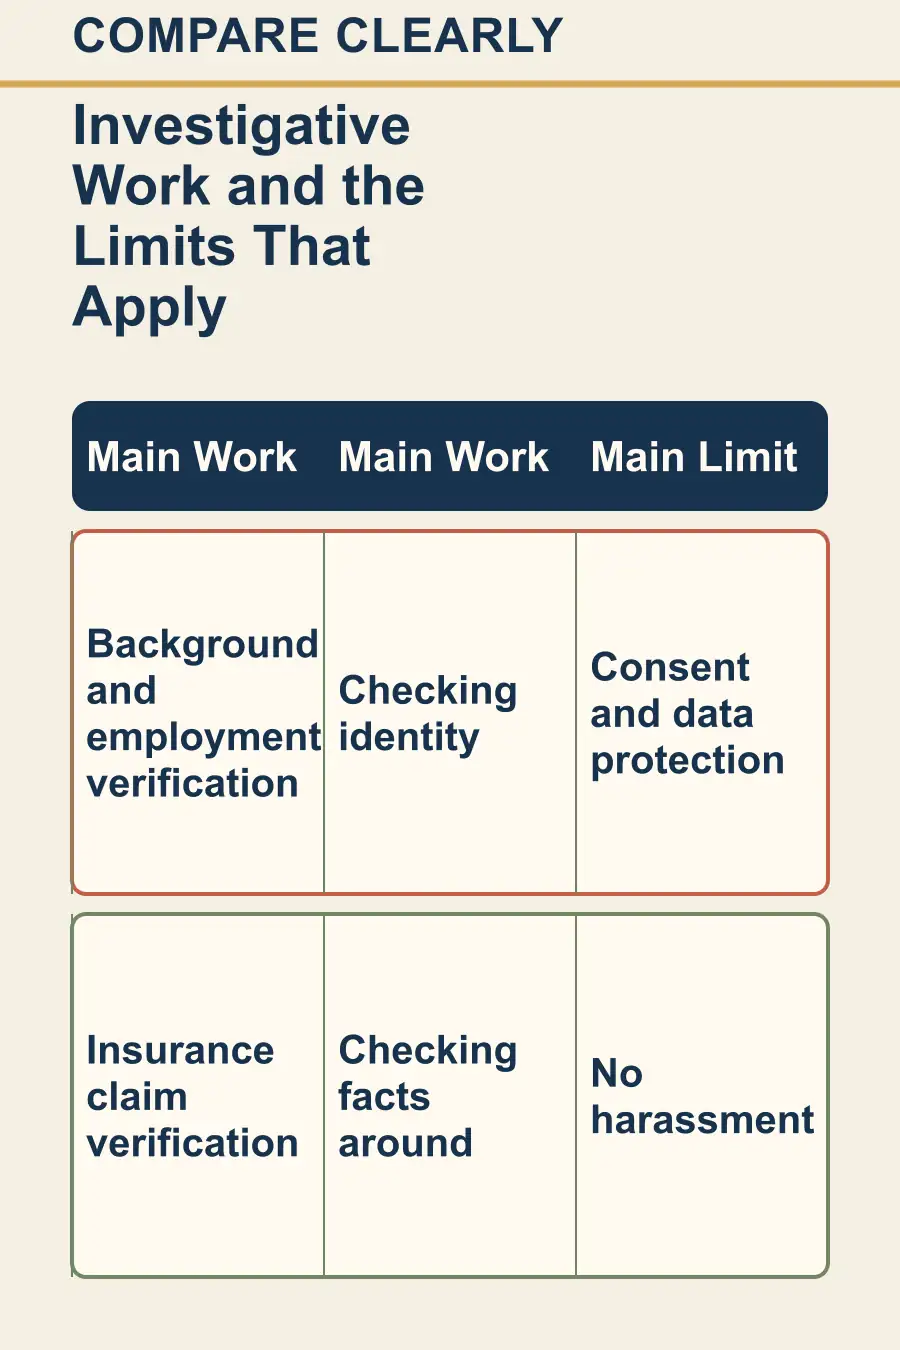 COMPARE CLEARLY
Investigative
Work and the
Limits That
Apply
Main Work
Main Work
Main Limit
Background
and
employment
verification
Checking
identity
Consent
and data
protection
Insurance
claim
verification
Checking
facts
around
No
harassment